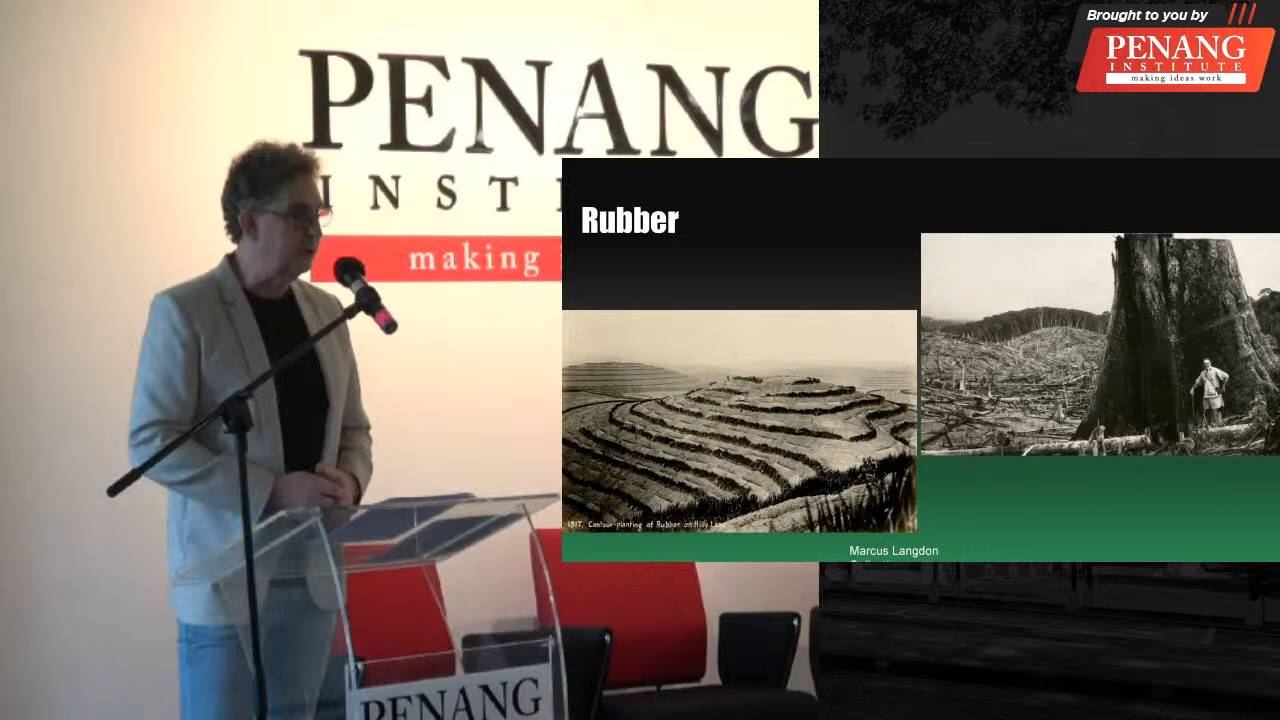 Brought to you by
PENANG
INSTITUTE
making ideas work
PENANG
INST
making
Rubber
1317. Contour planting of Rubber on Hilly Land
Marcus Langdon
PENANG